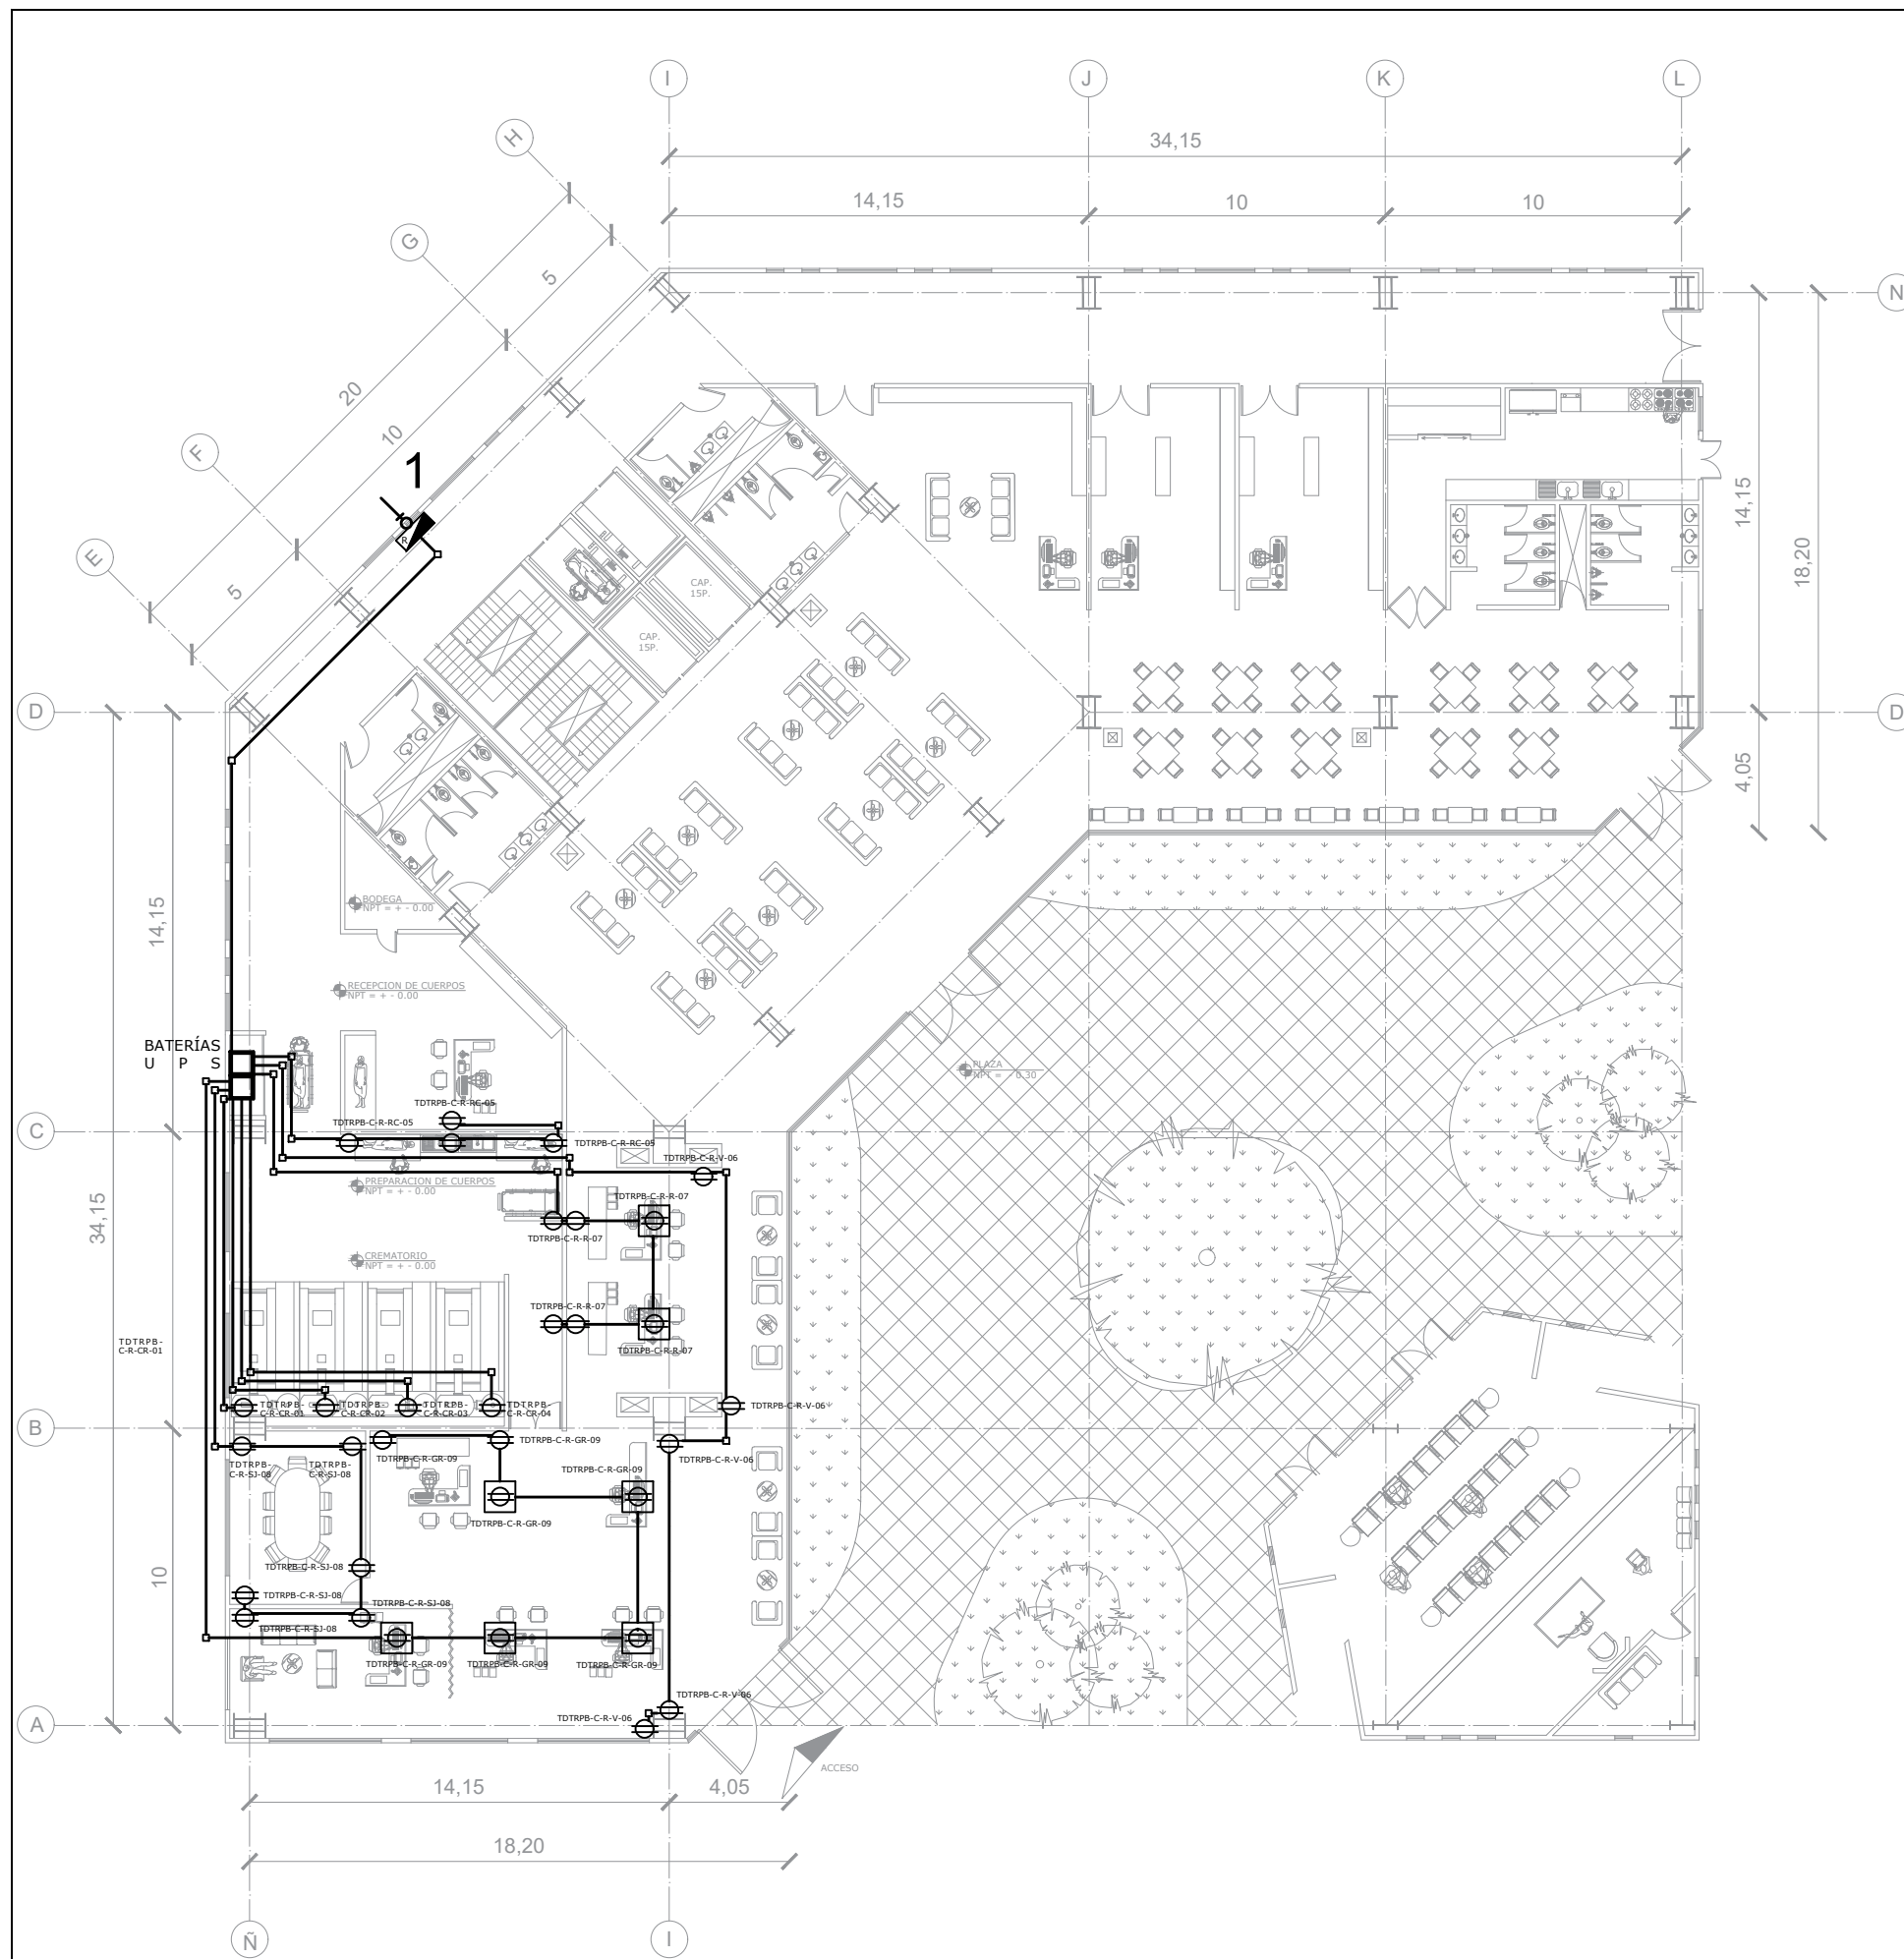 I
J
K
L
34,15
14,15
10
10
H
G
F
E
5
20
10
5
1
R
N
D
D
14,15
18,20
4,05
CAP.
15P.
CAP.
15P.
BODEGA
NPT = + - 0.00
RECEPCION DE CUERPOS
NPT = + - 0.00
14,15
34,15
10
BATERÍAS
U P S
PLAZA
NPT = - 0.30
TDTRPB-C-R-RC-05
TDTRPB-C-R-RC-05
TDTRPB-C-R-RC-05
C
TDTRPB-C-R-V-06
PREPARACION DE CUERPOS
NPT = + - 0.00
TDTRPB-C-R-R-07
TDTRPB-C-R-R-07
CREMATORIO
NPT = + - 0.00
TDTRPB-C-R-R-07
TDTRPB-C-R-R-07
TDTRPB-
C-R-CR-01
TDTRPB-
C-R-CR-01
TDTRPB-
C-R-CR-02
TDTRPB-
C-R-CR-03
TDTRPB-
C-R-CR-04
TDTRPB-C-R-V-06
B
TDTRPB-C-R-GR-09
TDTRPB-C-R-GR-09
TDTRPB-C-R-V-06
TDTRPB-
C-R-SJ-08
TDTRPB-
C-R-SJ-08
TDTRPB-C-R-GR-09
TDTRPB-C-R-GR-09
TDTRPB-C-R-SJ-08
TDTRPB-C-R-SJ-08
TDTRPB-C-R-SJ-08
TDTRPB-C-R-SJ-08
TDTRPB-C-R-GR-09
TDTRPB-C-R-GR-09
TDTRPB-C-R-GR-09
TDTRPB-C-R-V-06
TDTRPB-C-R-V-06
A
ACCESO
14,15
4,05
18,20
Ñ
I